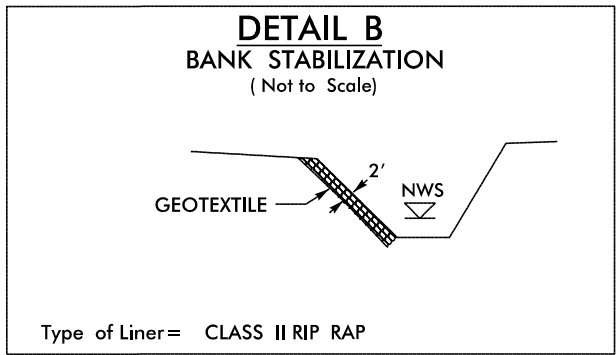 DETAIL B
BANK STABILIZATION
( Not to Scale)
2'
NWS
GEOTEXTILE
Type of Liner= CLASS II RIP RAP